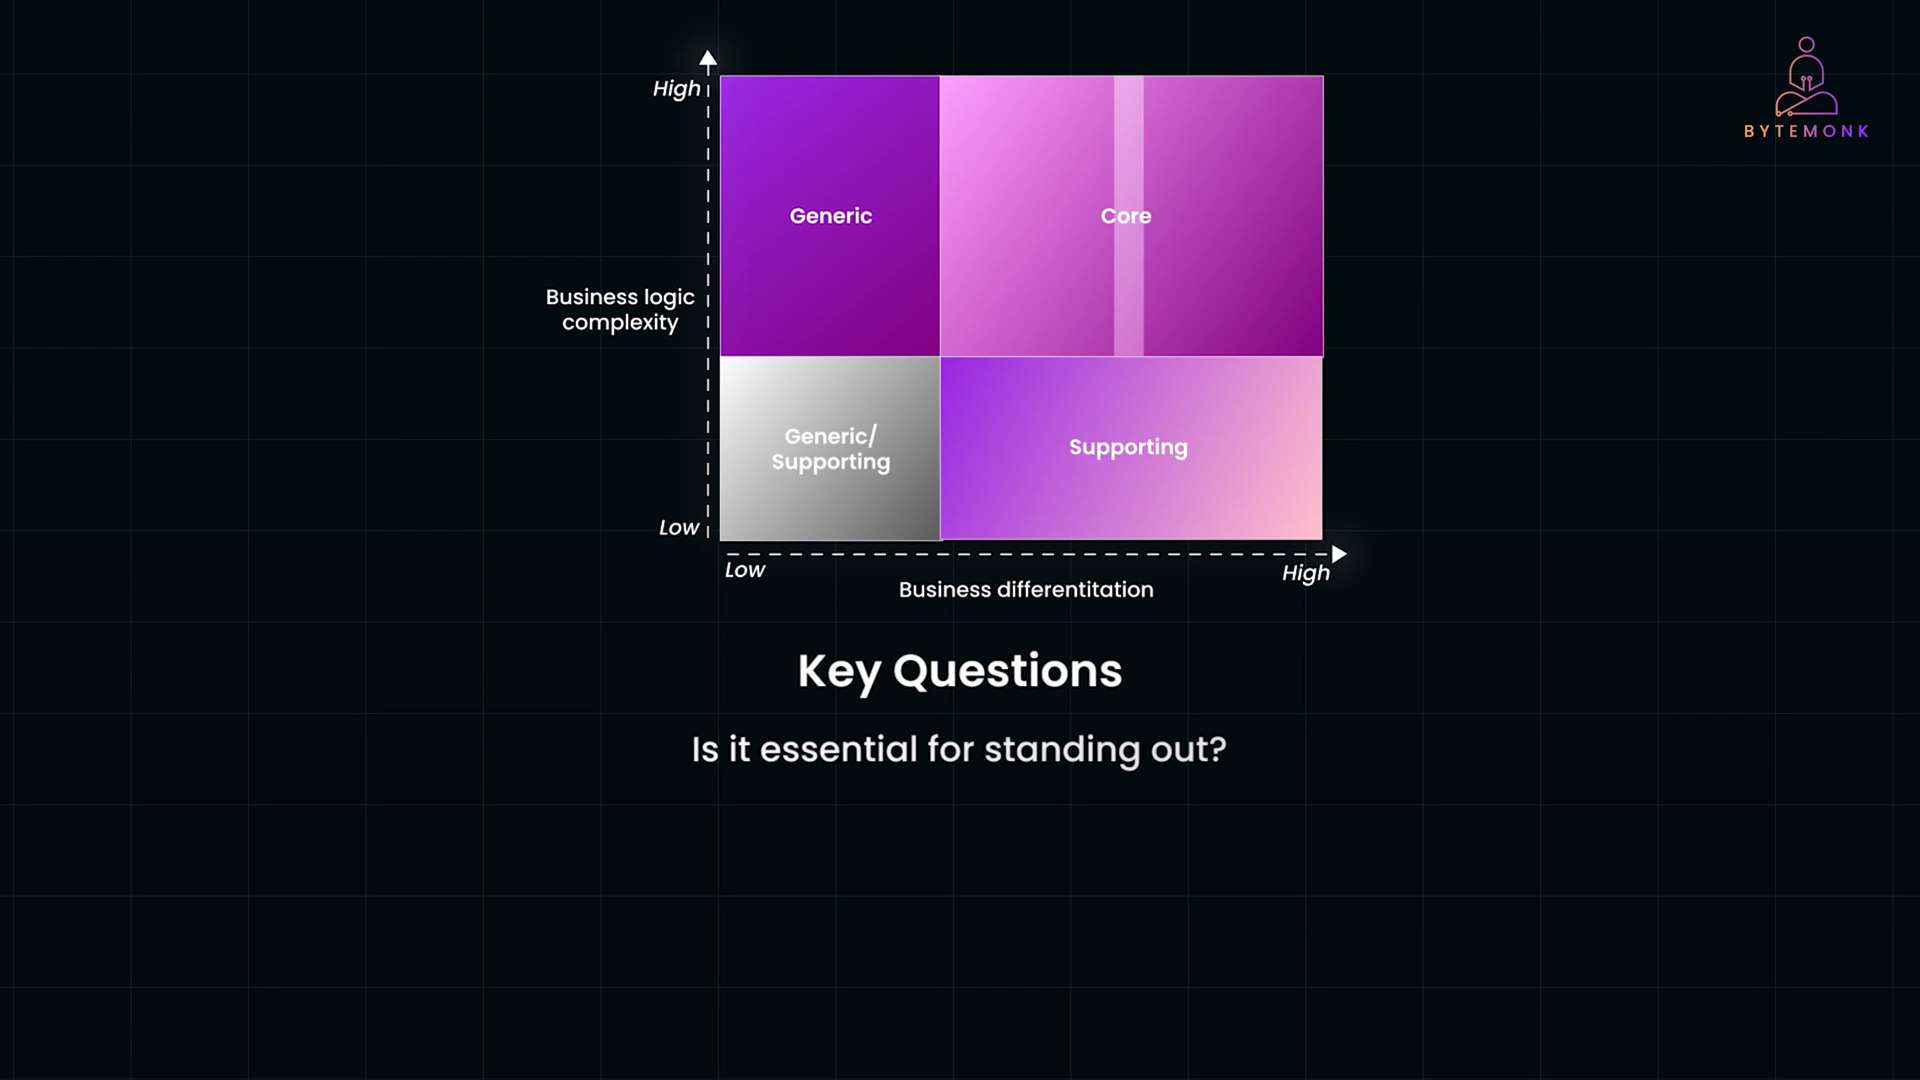 High
BYTEMONK
Generic
Core
Business logic
complexity
Generic/
Supporting
Supporting
Low
Low
High
Business differentitation
Key Questions
Is it essential for standing out?